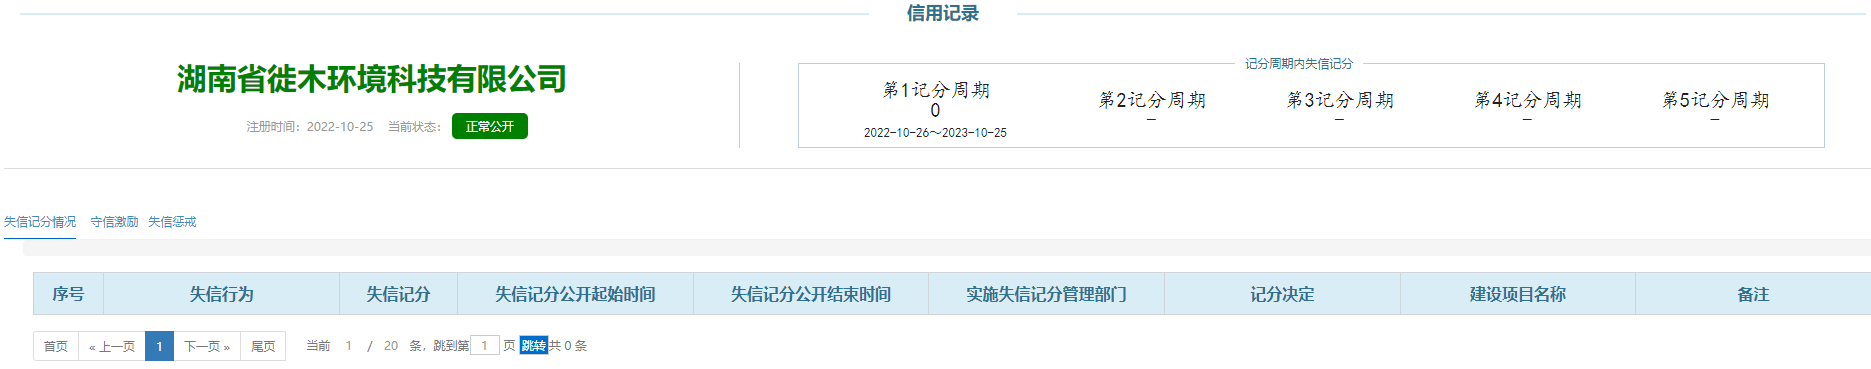 信用记录
湖南省徙木环境科技有限公司
注册时间：2022-10-25 当前状态： 正常公开
记分周期内失信记分
第1记分周期 第2记分周期 第3记分周期 第4记分周期 第5记分周期
0 – – – –
2022-10-26～2023-10-25
失信记分情况 守信激励 失信惩戒
序号 失信行为 失信记分 失信记分公开起始时间 失信记分公开结束时间 实施失信记分管理部门 记分决定 建设项目名称 备注
首页 « 上一页 1 下一页 » 尾页 当前 1 / 20 条，跳到第 1 页 跳转 共 0 条